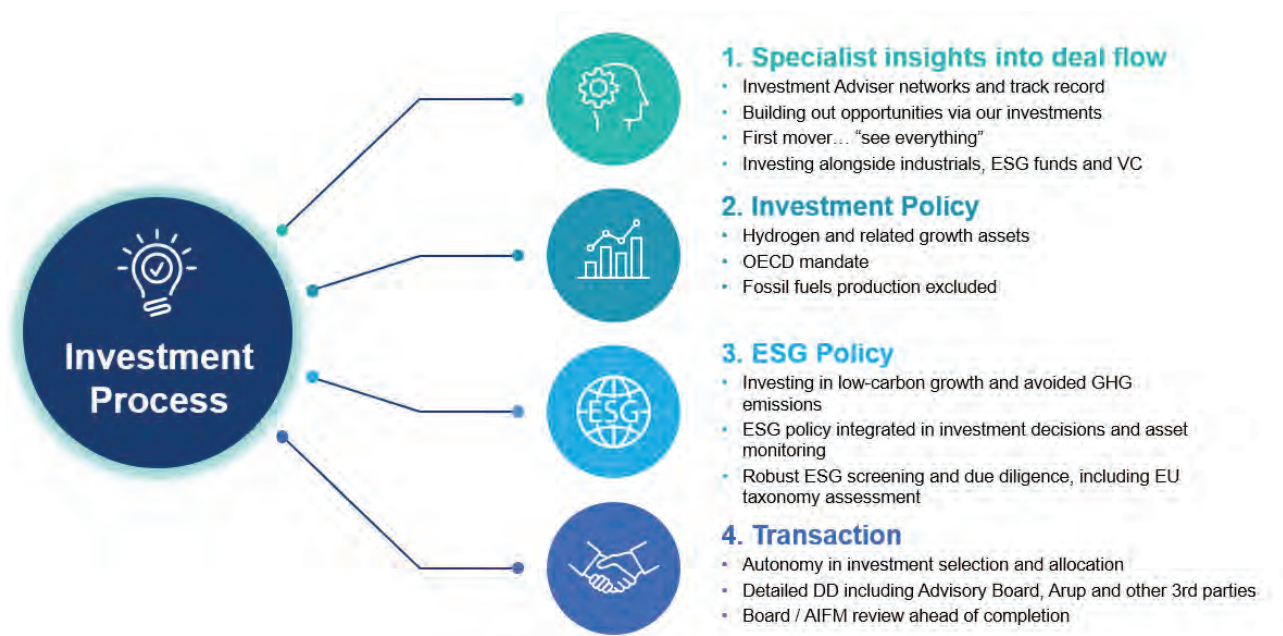 Investment
Process
1. Specialist insights into deal flow
• Investment Adviser networks and track record
• Building out opportunities via our investments
• First mover… “see everything”
• Investing alongside industrials, ESG funds and VC
2. Investment Policy
• Hydrogen and related growth assets
• OECD mandate
• Fossil fuels production excluded
ESG
3. ESG Policy
• Investing in low-carbon growth and avoided GHG
emissions
• ESG policy integrated in investment decisions and asset
monitoring
• Robust ESG screening and due diligence, including EU
taxonomy assessment
4. Transaction
• Autonomy in investment selection and allocation
• Detailed DD including Advisory Board, Arup and other 3rd parties
• Board / AIFM review ahead of completion